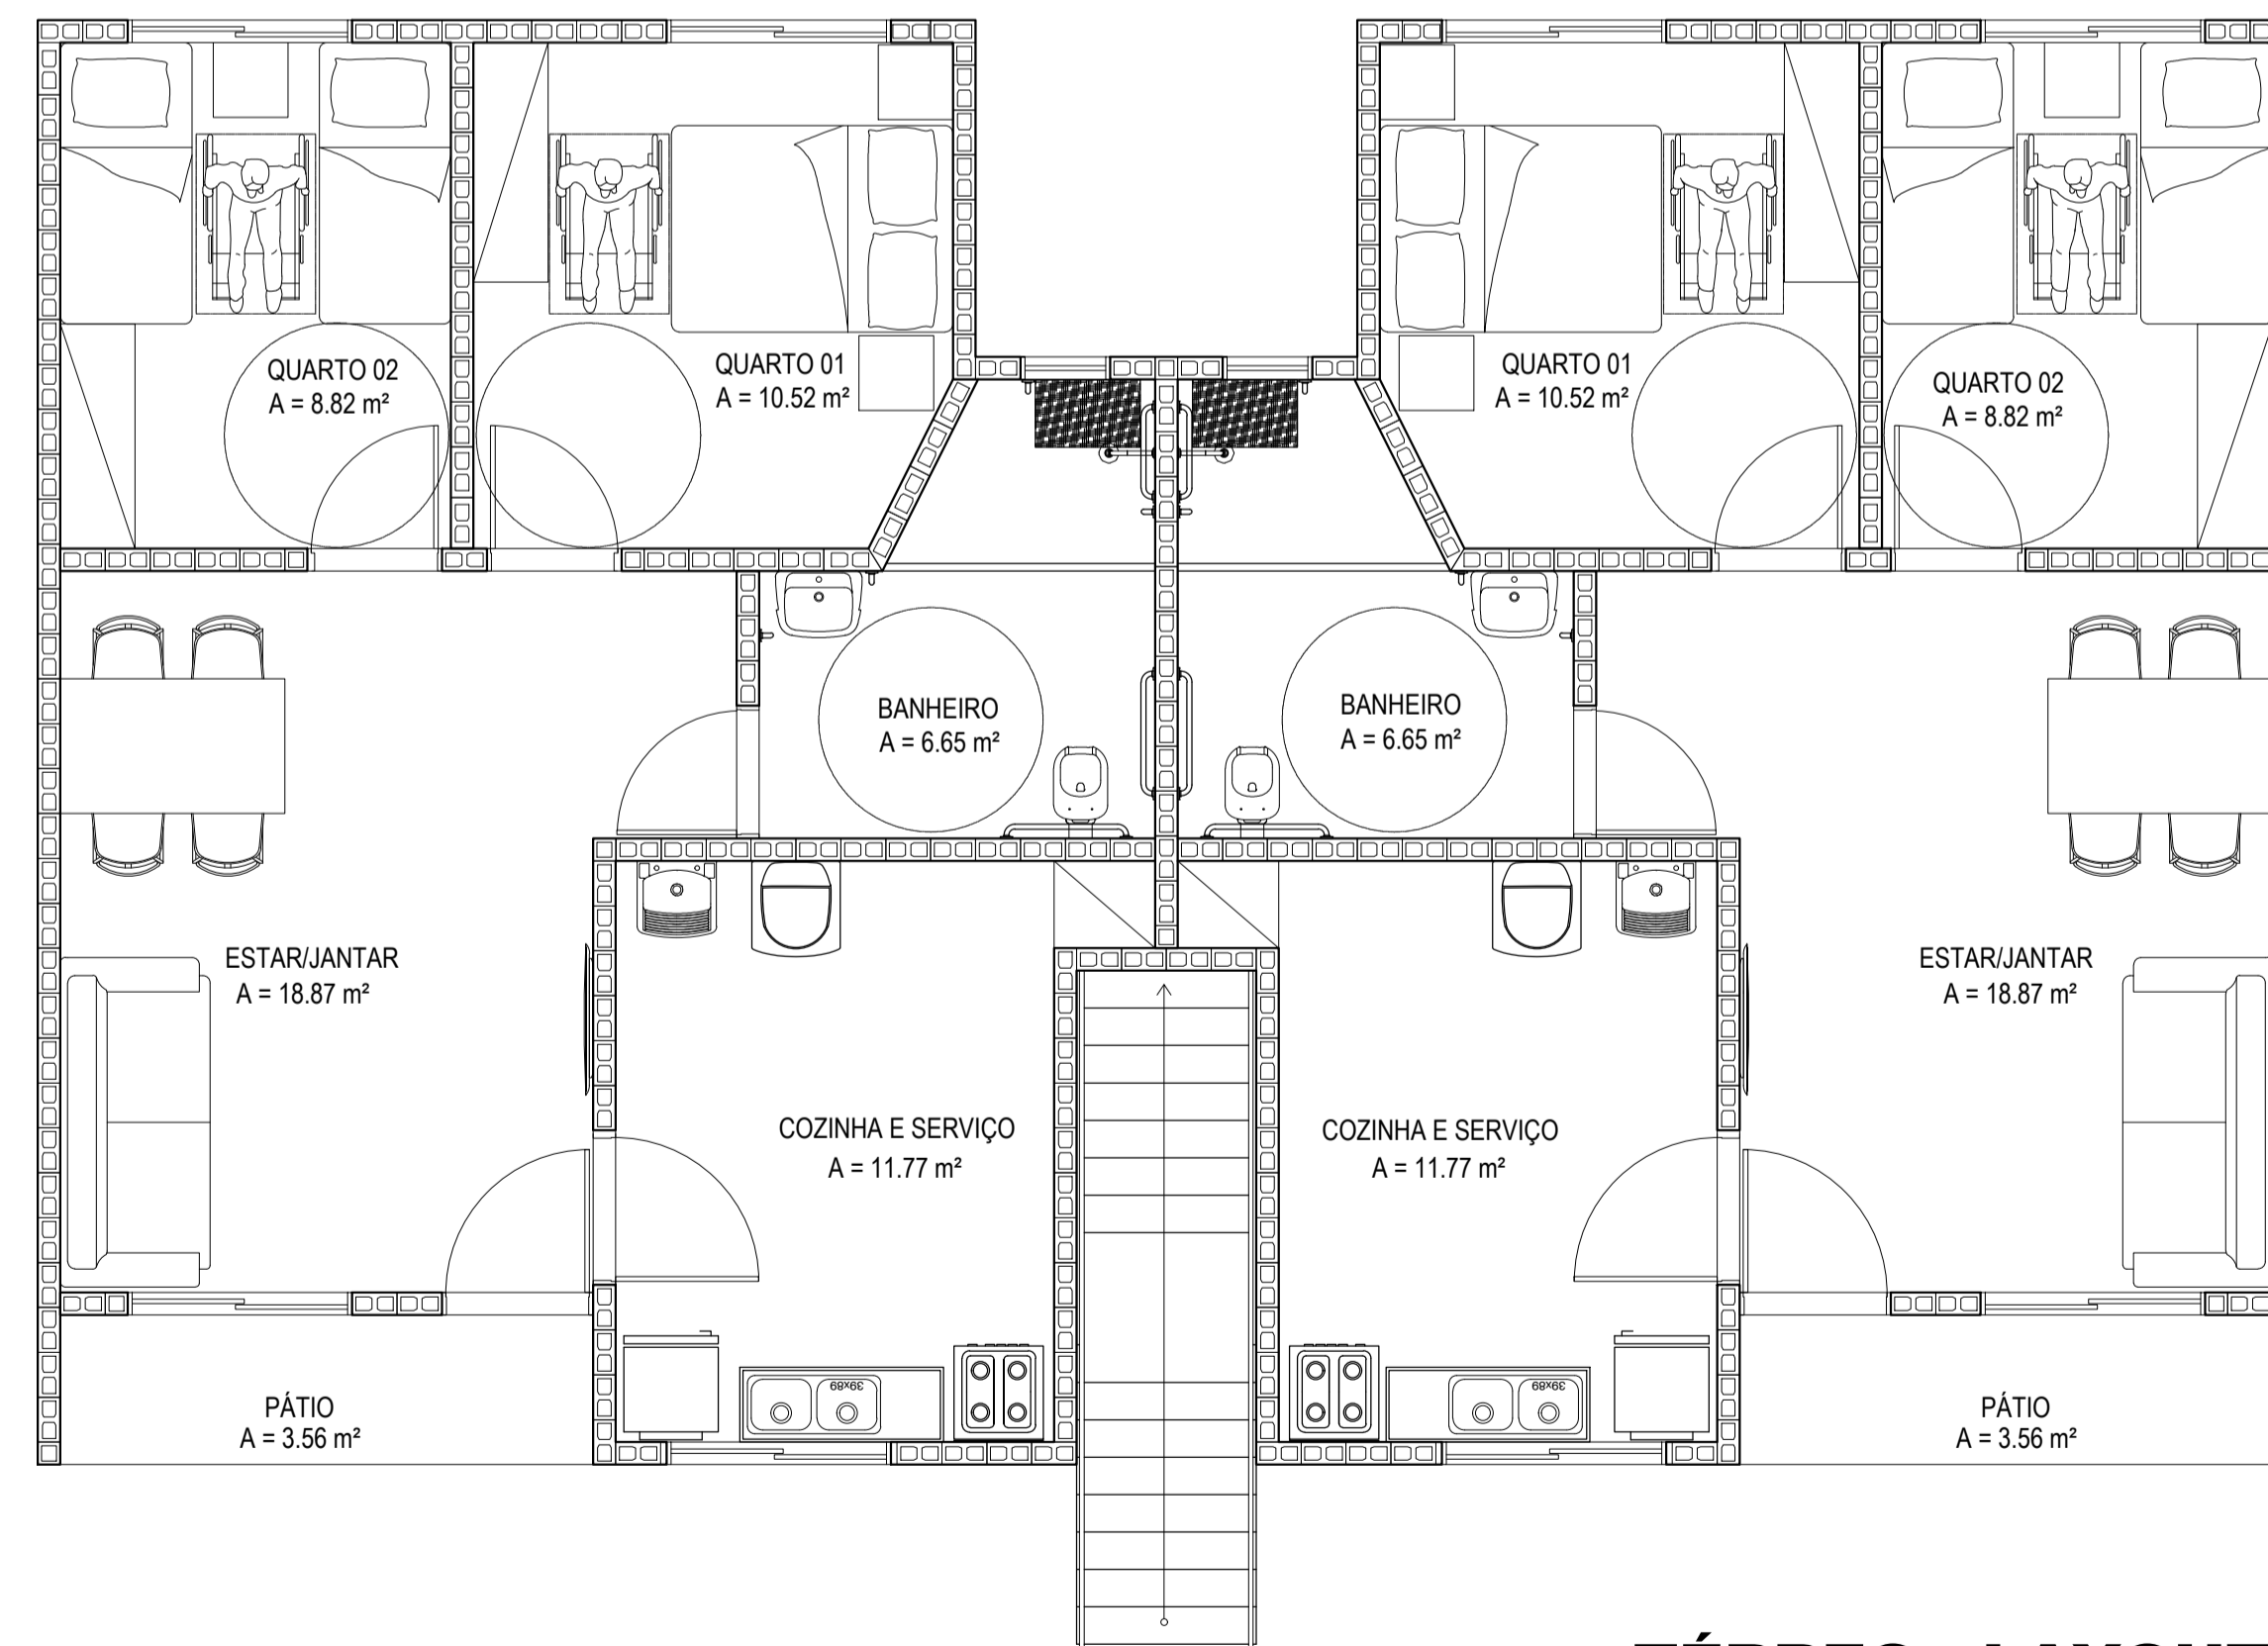 QUARTO 02
A = 8.82 m²
QUARTO 01
A = 10.52 m²
QUARTO 01
A = 10.52 m²
QUARTO 02
A = 8.82 m²
BANHEIRO
A = 6.65 m²
BANHEIRO
A = 6.65 m²
ESTAR/JANTAR
A = 18.87 m²
ESTAR/JANTAR
A = 18.87 m²
COZINHA E SERVIÇO
A = 11.77 m²
COZINHA E SERVIÇO
A = 11.77 m²
39x89
39x89
PÁTIO
A = 3.56 m²
PÁTIO
A = 3.56 m²